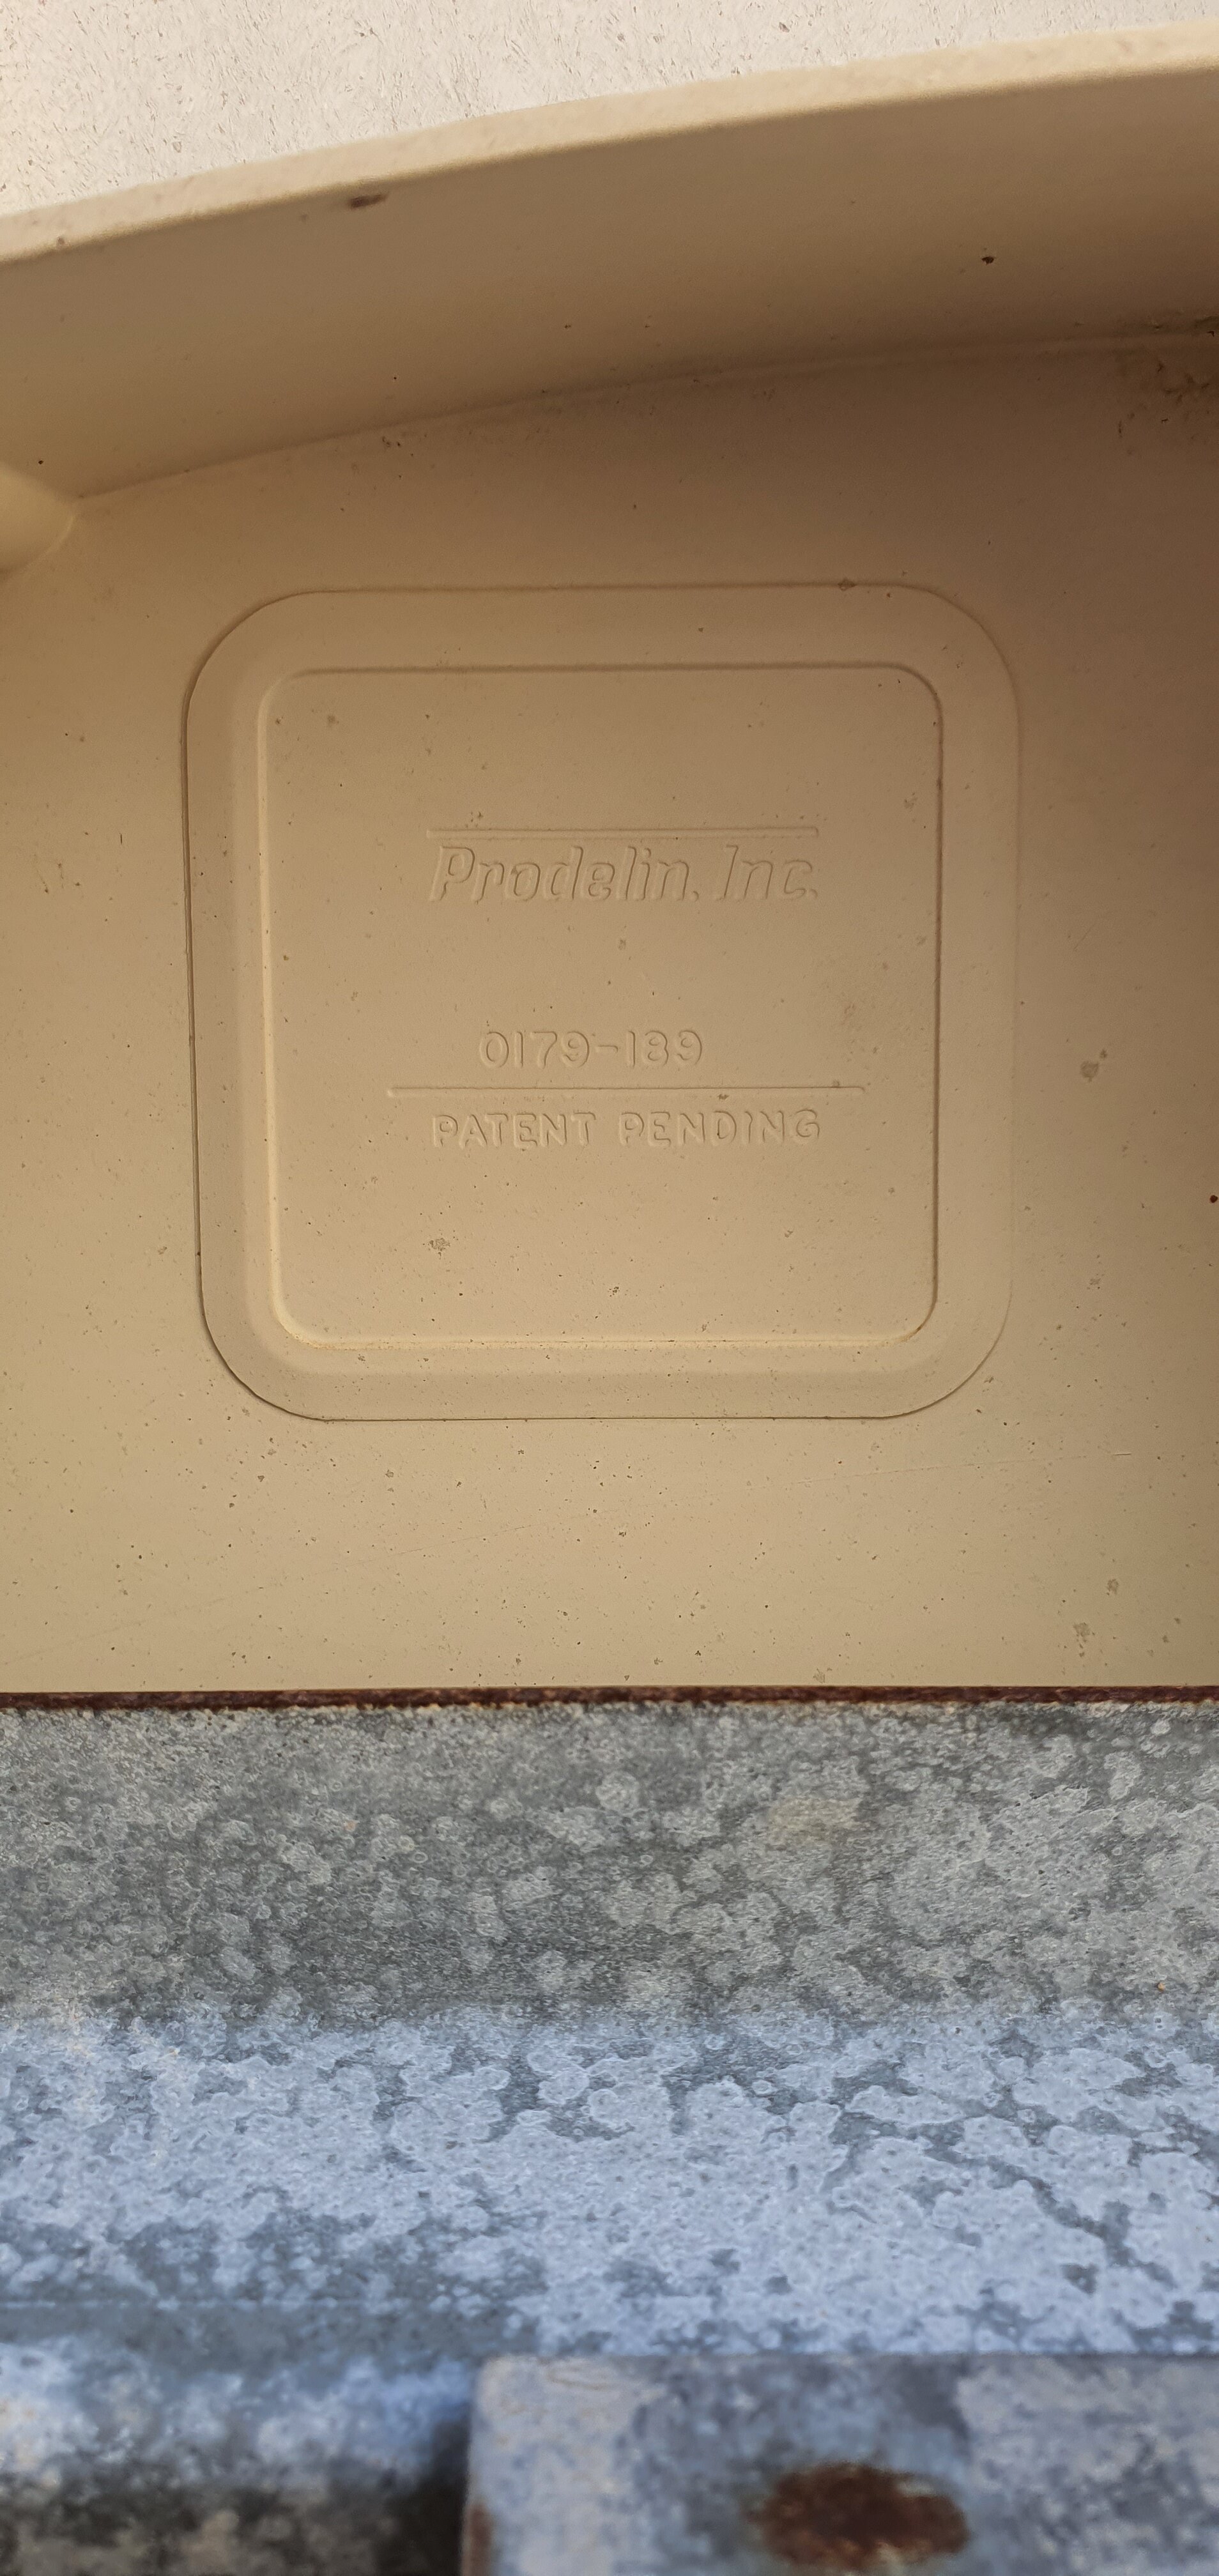 Prodelin, Inc.
0179-189
PATENT PENDING